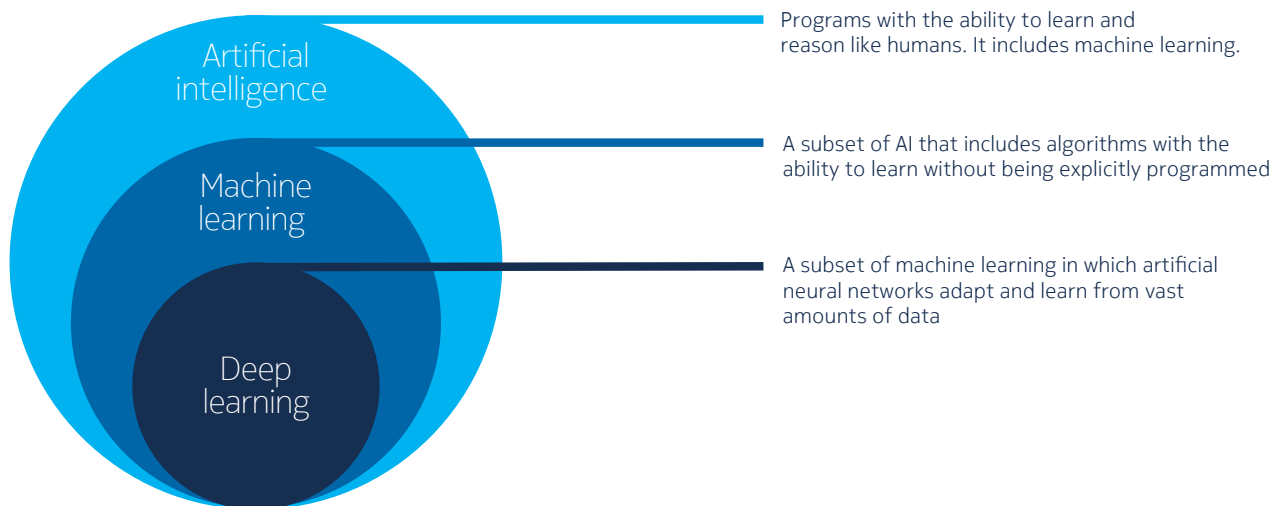 Artificial
intelligence
Programs with the ability to learn and
reason like humans. It includes machine learning.
Machine
learning
A subset of AI that includes algorithms with the
ability to learn without being explicitly programmed
Deep
learning
A subset of machine learning in which artificial
neural networks adapt and learn from vast
amounts of data